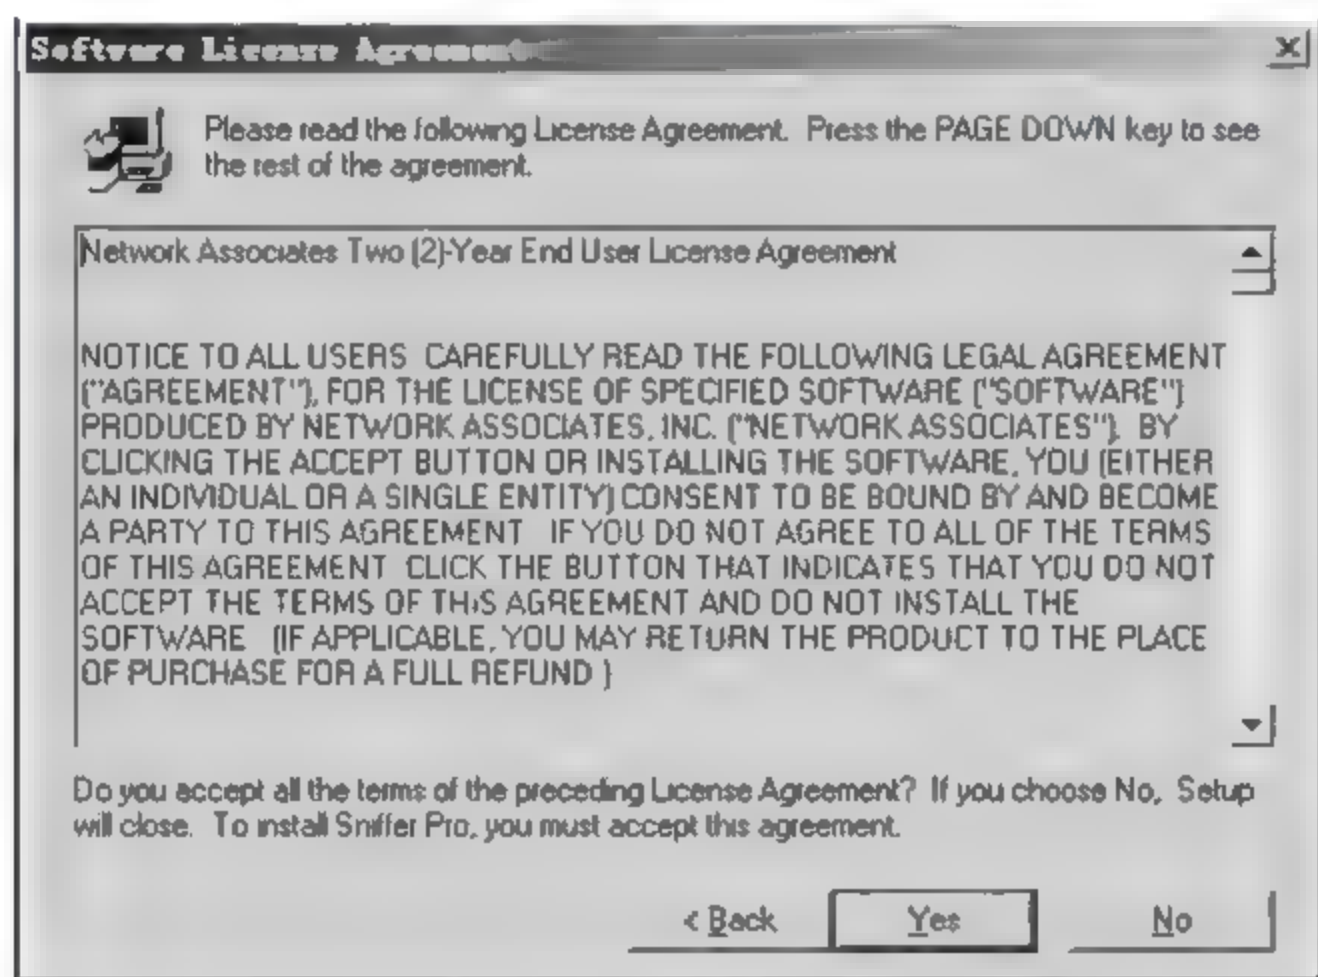 Software License Agreement
Please read the following License Agreement. Press the PAGE DOWN key to see
the rest of the agreement.
Network Associates Two (2)-Year End User License Agreement
NOTICE TO ALL USERS CAREFULLY READ THE FOLLOWING LEGAL AGREEMENT
("AGREEMENT"), FOR THE LICENSE OF SPECIFIED SOFTWARE ("SOFTWARE")
PRODUCED BY NETWORK ASSOCIATES, INC. ("NETWORK ASSOCIATES"). BY
CLICKING THE ACCEPT BUTTON OR INSTALLING THE SOFTWARE, YOU (EITHER
AN INDIVIDUAL OR A SINGLE ENTITY) CONSENT TO BE BOUND BY AND BECOME
A PARTY TO THIS AGREEMENT IF YOU DO NOT AGREE TO ALL OF THE TERMS
OF THIS AGREEMENT CLICK THE BUTTON THAT INDICATES THAT YOU DO NOT
ACCEPT THE TERMS OF THIS AGREEMENT AND DO NOT INSTALL THE
SOFTWARE (IF APPLICABLE, YOU MAY RETURN THE PRODUCT TO THE PLACE
OF PURCHASE FOR A FULL REFUND )
Do you accept all the terms of the preceding License Agreement? If you choose No, Setup
will close. To install Sniffer Pro, you must accept this agreement.
< Back Yes No